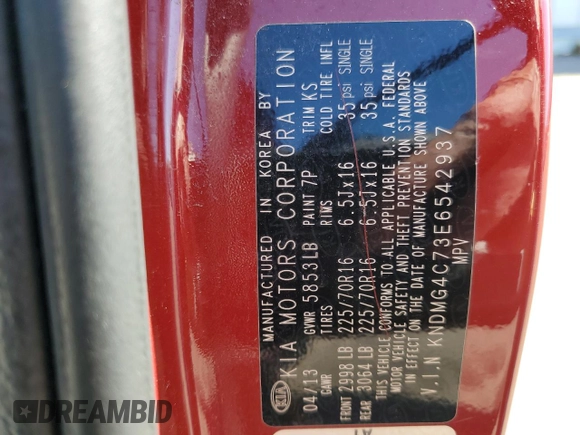 MANUFACTURED IN KOREA BY
KIA KIA MOTORS CORPORATION
04/13 GVWR 5853LB PAINT 7P TRIM KS
GAWR TIRES RIMS COLD TIRE INFL
FRONT 2998 LB 225/70R16 6.5Jx16 35 psi SINGLE
REAR 3064 LB 225/70R16 6.5Jx16 35 psi SINGLE
THIS VEHICLE CONFORMS TO ALL APPLICABLE U.S.A. FEDERAL
MOTOR VEHICLE SAFETY AND THEFT PREVENTION STANDARDS
IN EFFECT ON THE DATE OF MANUFACTURE SHOWN ABOVE
V.I.N KNDMG4C73E6542937
MPV
DREAMBID